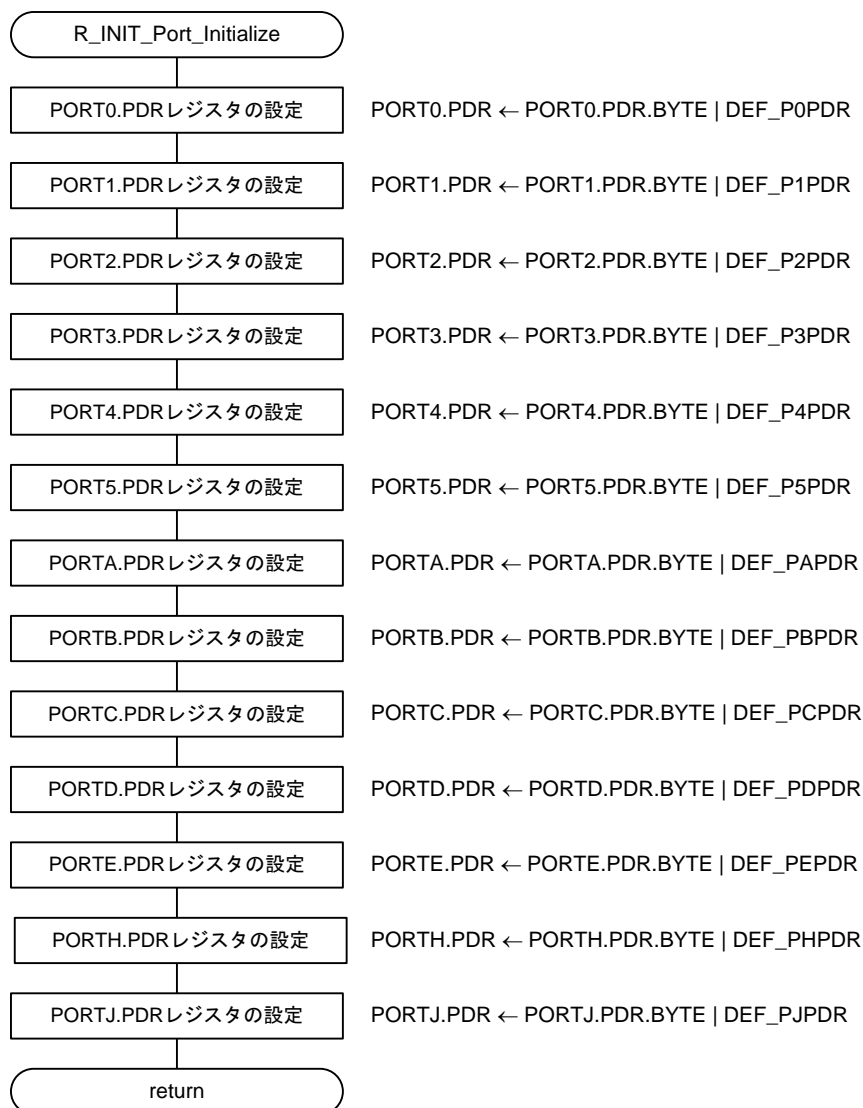 R_INIT_Port_Initialize
PORT0.PDRレジスタの設定 PORT0.PDR ← PORT0.PDR.BYTE | DEF_P0PDR
PORT1.PDRレジスタの設定 PORT1.PDR ← PORT1.PDR.BYTE | DEF_P1PDR
PORT2.PDRレジスタの設定 PORT2.PDR ← PORT2.PDR.BYTE | DEF_P2PDR
PORT3.PDRレジスタの設定 PORT3.PDR ← PORT3.PDR.BYTE | DEF_P3PDR
PORT4.PDRレジスタの設定 PORT4.PDR ← PORT4.PDR.BYTE | DEF_P4PDR
PORT5.PDRレジスタの設定 PORT5.PDR ← PORT5.PDR.BYTE | DEF_P5PDR
PORTA.PDRレジスタの設定 PORTA.PDR ← PORTA.PDR.BYTE | DEF_PAPDR
PORTB.PDRレジスタの設定 PORTB.PDR ← PORTB.PDR.BYTE | DEF_PBPDR
PORTC.PDRレジスタの設定 PORTC.PDR ← PORTC.PDR.BYTE | DEF_PCPDR
PORTD.PDRレジスタの設定 PORTD.PDR ← PORTD.PDR.BYTE | DEF_PDPDR
PORTE.PDRレジスタの設定 PORTE.PDR ← PORTE.PDR.BYTE | DEF_PEPDR
PORTH.PDRレジスタの設定 PORTH.PDR ← PORTH.PDR.BYTE | DEF_PHPDR
PORTJ.PDRレジスタの設定 PORTJ.PDR ← PORTJ.PDR.BYTE | DEF_PJPDR
return